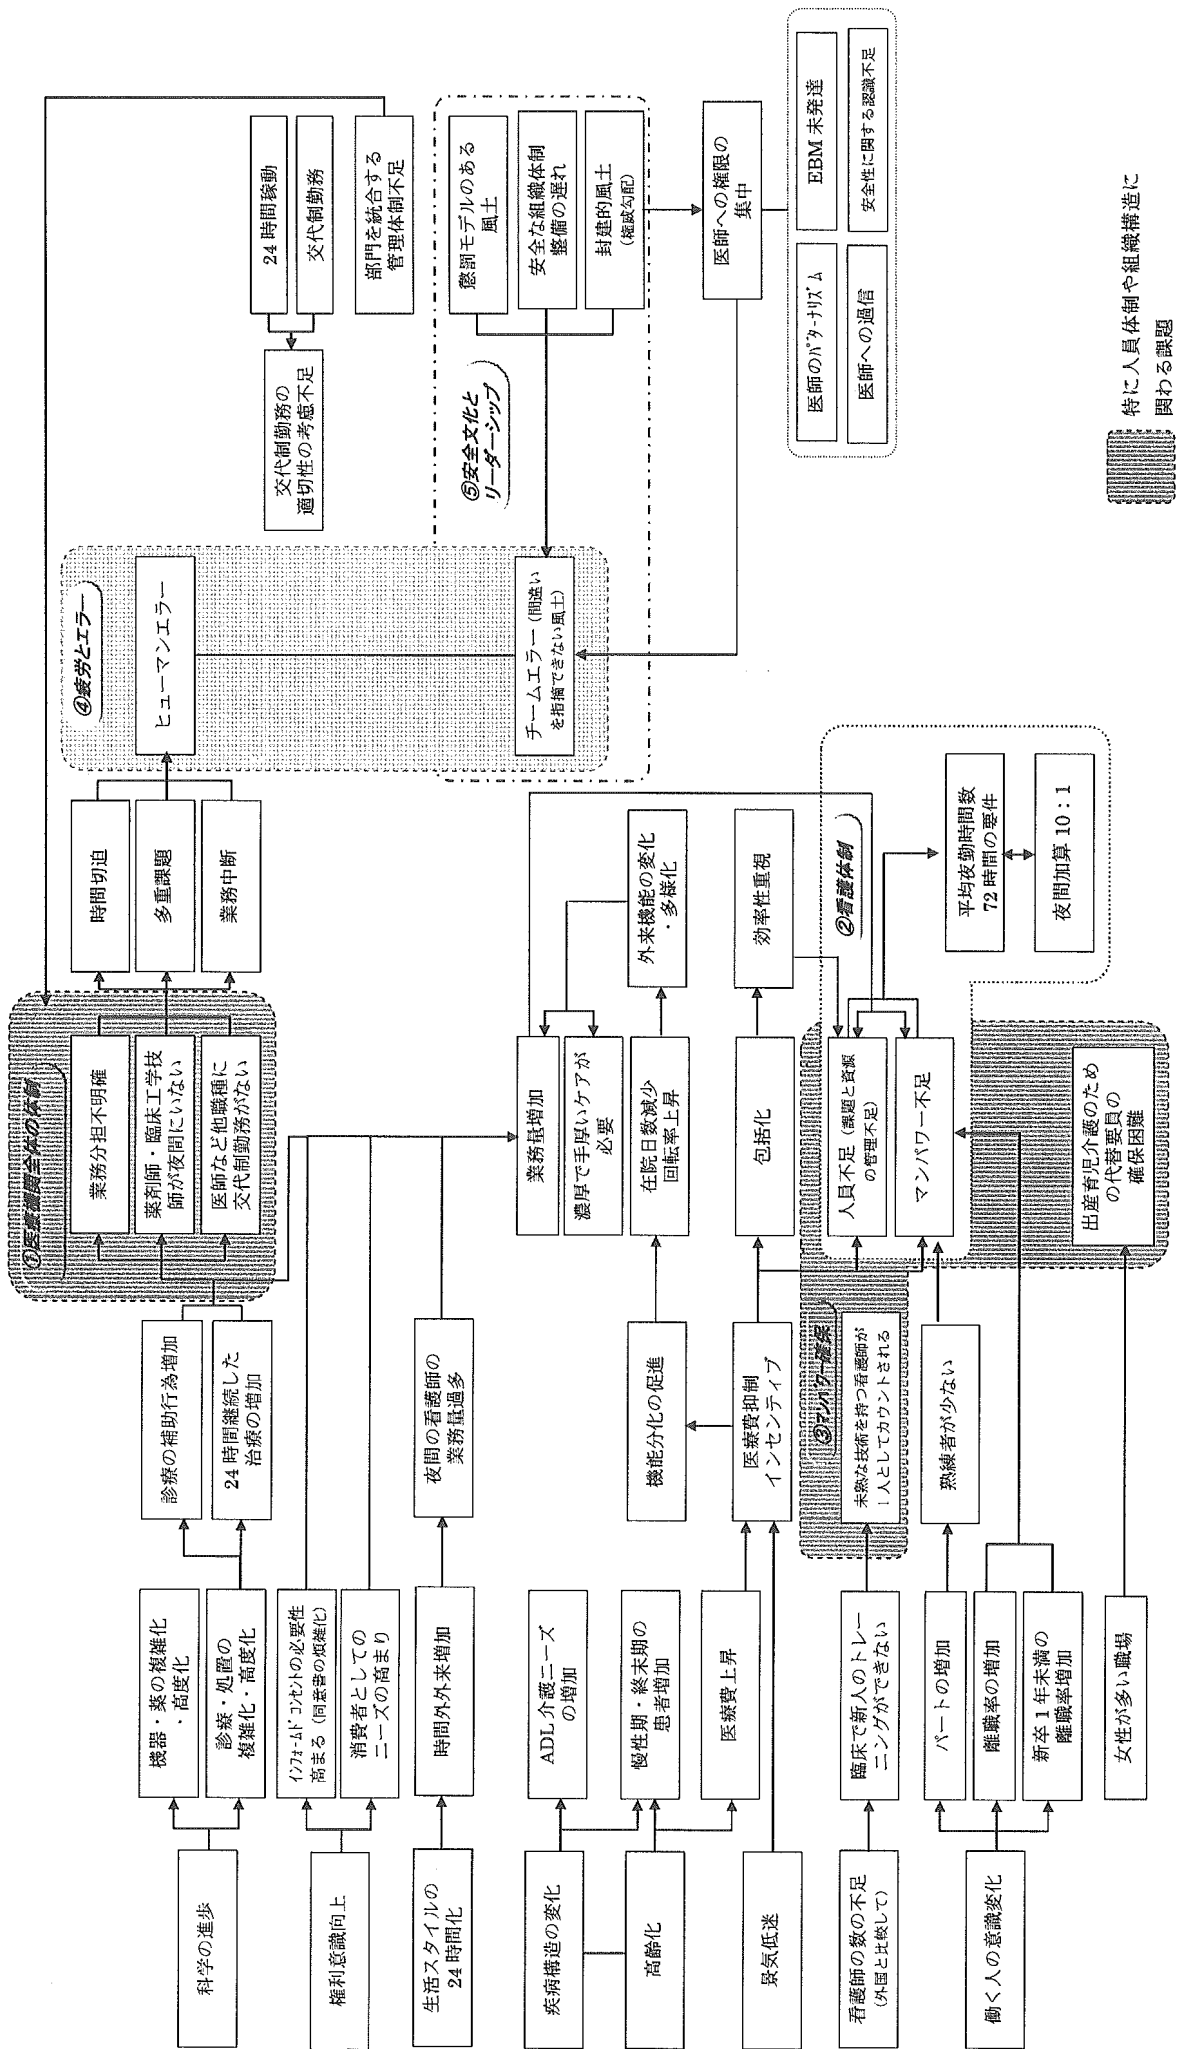 科学の進歩
権利意識向上
生活スタイルの
24時間化
疾病構造の変化
高齢化
景気低迷
看護師の数の不足
(外国と比較して)
働く人の意識変化
機器・薬の複雑化
・高度化
診療・処置の
複雑化・高度化
ｲﾝﾌｫｰﾑﾄﾞｺﾝｾﾝﾄの必要性
高まる(同意書の煩雑化)
消費者としての
ニーズの高まり
時間外外来増加
ADL介護ニーズ
の増加
慢性期・終末期の
患者増加
医療費上昇
臨床で新人のトレー
ニングができない
パートの増加
離職率の増加
新卒1年未満の
離職率増加
女性が多い職場
診療の補助行為増加
24時間継続した
治療の増加
夜間の看護師の
業務量過多
機能分化の促進
医療費抑制
インセンティブ
③ﾏﾝﾊﾟﾜｰ確保
未熟な技術を持つ看護師が
1人としてカウントされる
熟練者が少ない
①医療機関全体の体制
業務分担不明確
薬剤師・臨床工学技
師が夜間にいない
医師など他職種に
交代制勤務がない
業務量増加
濃厚で手厚いケアが
必要
在院日数減少
回転率上昇
包括化
人員不足(課題と資源
の管理不足)
マンパワー不足
出産育児介護のため
の代替要員の
確保困難
時間切迫
多重課題
業務中断
外来機能の変化
・多様化
効率性重視
②看護体制
平均夜勤時間数
72時間の要件
夜間加算10：1
④疲労とエラー
ヒューマンエラー
チームエラー(間違い
を指摘できない風土)
交代制勤務の
適切性の考慮不足
24時間稼動
交代制勤務
部門を統合する
管理体制不足
⑤安全文化と
リーダーシップ
懲罰モデルのある
風土
安全な組織体制
整備の遅れ
封建的風土
(権威勾配)
医師への権限の
集中
医師のﾊﾟﾀｰﾅﾘｽﾞﾑ
EBM未発達
医師への過信
安全性に関する認識不足
特に人員体制や組織構造に
関わる課題